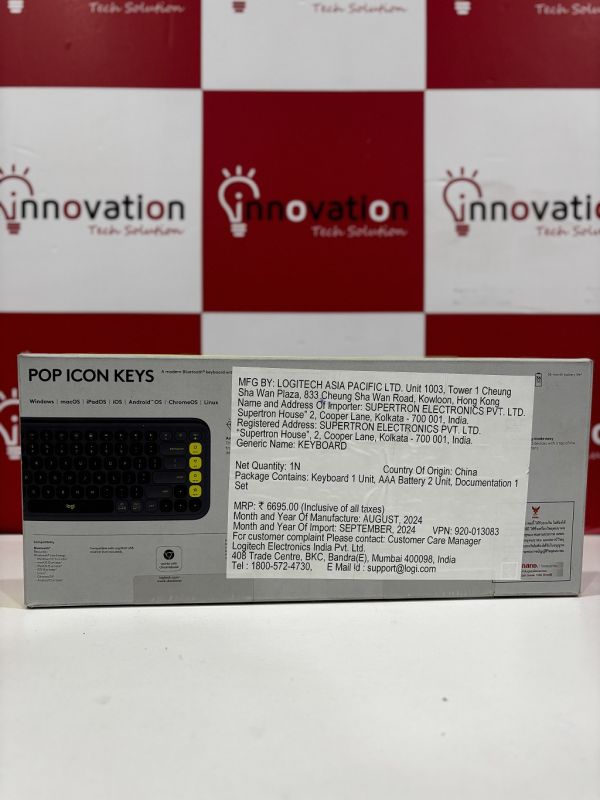 Tech Solution
innovation
Tech Solution
innovation
Tech Solution
innovation
Tech Solution
POP ICON KEYS
Windows | macOS | iPadOS | iOS | Android™ OS | ChromeOS | Linux
logi
MFG BY: LOGITECH ASIA PACIFIC LTD. Unit 1003, Tower 1 Cheung
Sha Wan Plaza, 833 Cheung Sha Wan Road, Kowloon, Hong Kong
Name and Address Of Importer: SUPERTRON ELECTRONICS PVT. LTD.
Supertron House" 2, Cooper Lane, Kolkata - 700 001, India.
Registered Address: SUPERTRON ELECTRONICS PVT. LTD.
"Supertron House", 2, Cooper Lane, Kolkata - 700 001, India.
Generic Name: KEYBOARD
Net Quantity: 1N Country Of Origin: China
Package Contains: Keyboard 1 Unit, AAA Battery 2 Unit, Documentation 1
Set
MRP: ₹ 6695.00 (Inclusive of all taxes)
Month and Year Of Manufacture: AUGUST, 2024
Month and Year Of Import: SEPTEMBER, 2024 VPN: 920-013083
For customer complaint Please contact: Customer Care Manager
Logitech Electronics India Pvt. Ltd.
408 Trade Centre, BKC, Bandra(E), Mumbai 400098, India
Tel : 1800-572-4730, E Mail Id : support@logi.com